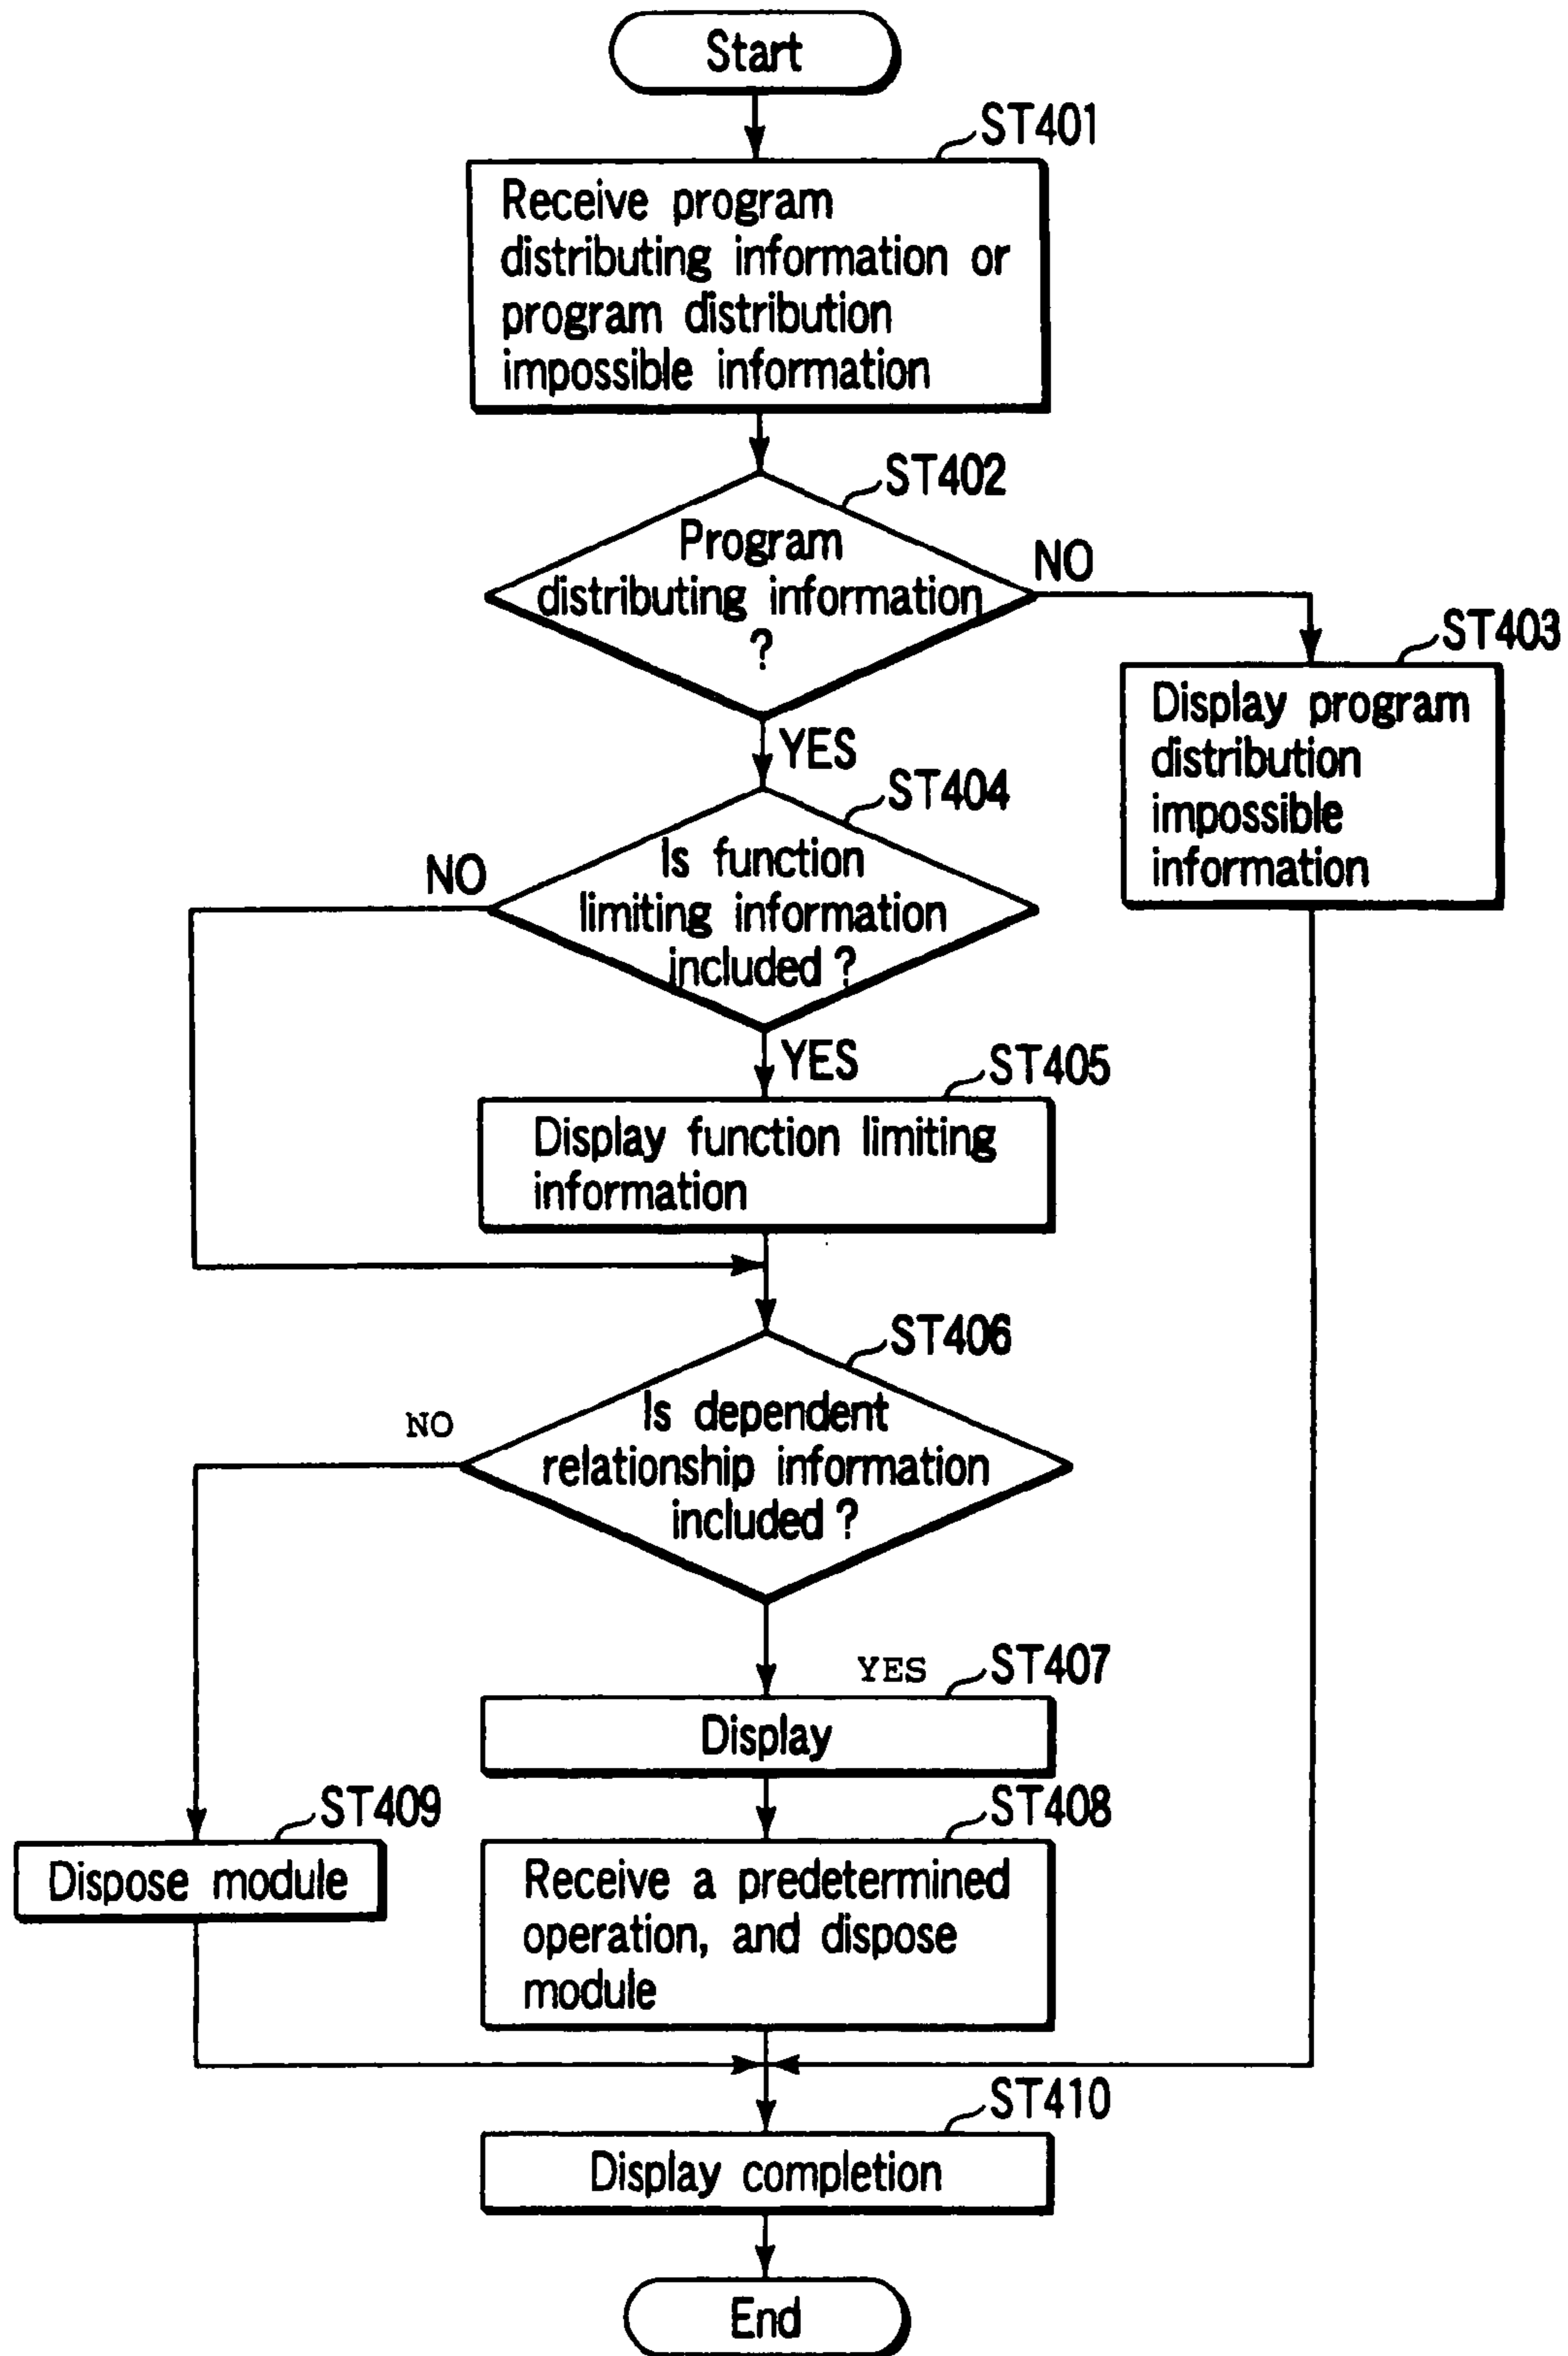 Start
ST401
Receive program
distributing information or
program distribution
impossible information
ST402
Program
distributing information
?
NO
YES
ST403
Display program
distribution
impossible
information
ST404
Is function
limiting information
included ?
NO
YES
ST405
Display function limiting
information
ST406
Is dependent
relationship information
included ?
NO
YES
ST407
Display
ST408
Receive a predetermined
operation, and dispose
module
ST409
Dispose module
ST410
Display completion
End